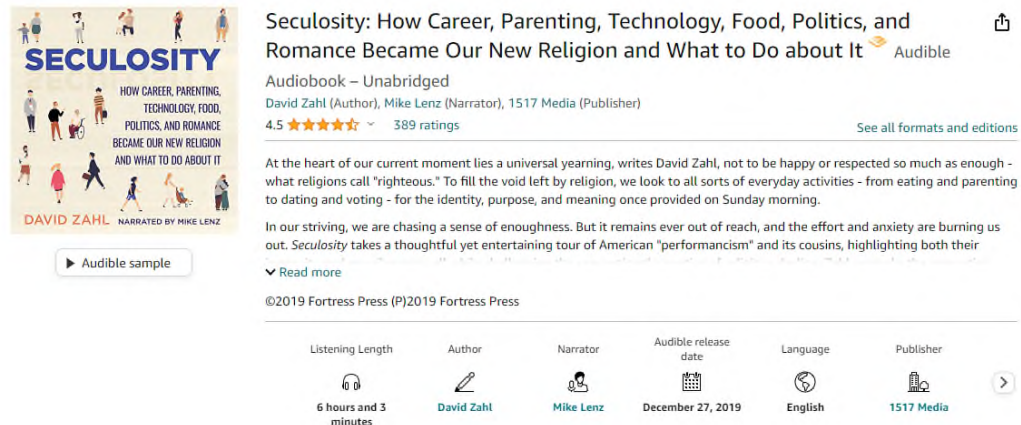 SECULOSITY
HOW CAREER, PARENTING,
TECHNOLOGY, FOOD,
POLITICS, AND ROMANCE
BECAME OUR NEW RELIGION
AND WHAT TO DO ABOUT IT
DAVID ZAHL NARRATED BY MIKE LENZ
Audible sample
Seculosity: How Career, Parenting, Technology, Food, Politics, and
Romance Became Our New Religion and What to Do about It Audible
Audiobook – Unabridged
David Zahl (Author), Mike Lenz (Narrator), 1517 Media (Publisher)
4.5 389 ratings
See all formats and editions
At the heart of our current moment lies a universal yearning, writes David Zahl, not to be happy or respected so much as enough -
what religions call "righteous." To fill the void left by religion, we look to all sorts of everyday activities - from eating and parenting
to dating and voting - for the identity, purpose, and meaning once provided on Sunday morning.
In our striving, we are chasing a sense of enoughness. But it remains ever out of reach, and the effort and anxiety are burning us
out. Seculosity takes a thoughtful yet entertaining tour of American "performancism" and its cousins, highlighting both their
Read more
©2019 Fortress Press (P)2019 Fortress Press
Listening Length
6 hours and 3
minutes
Author
David Zahl
Narrator
Mike Lenz
Audible release
date
December 27, 2019
Language
English
Publisher
1517 Media